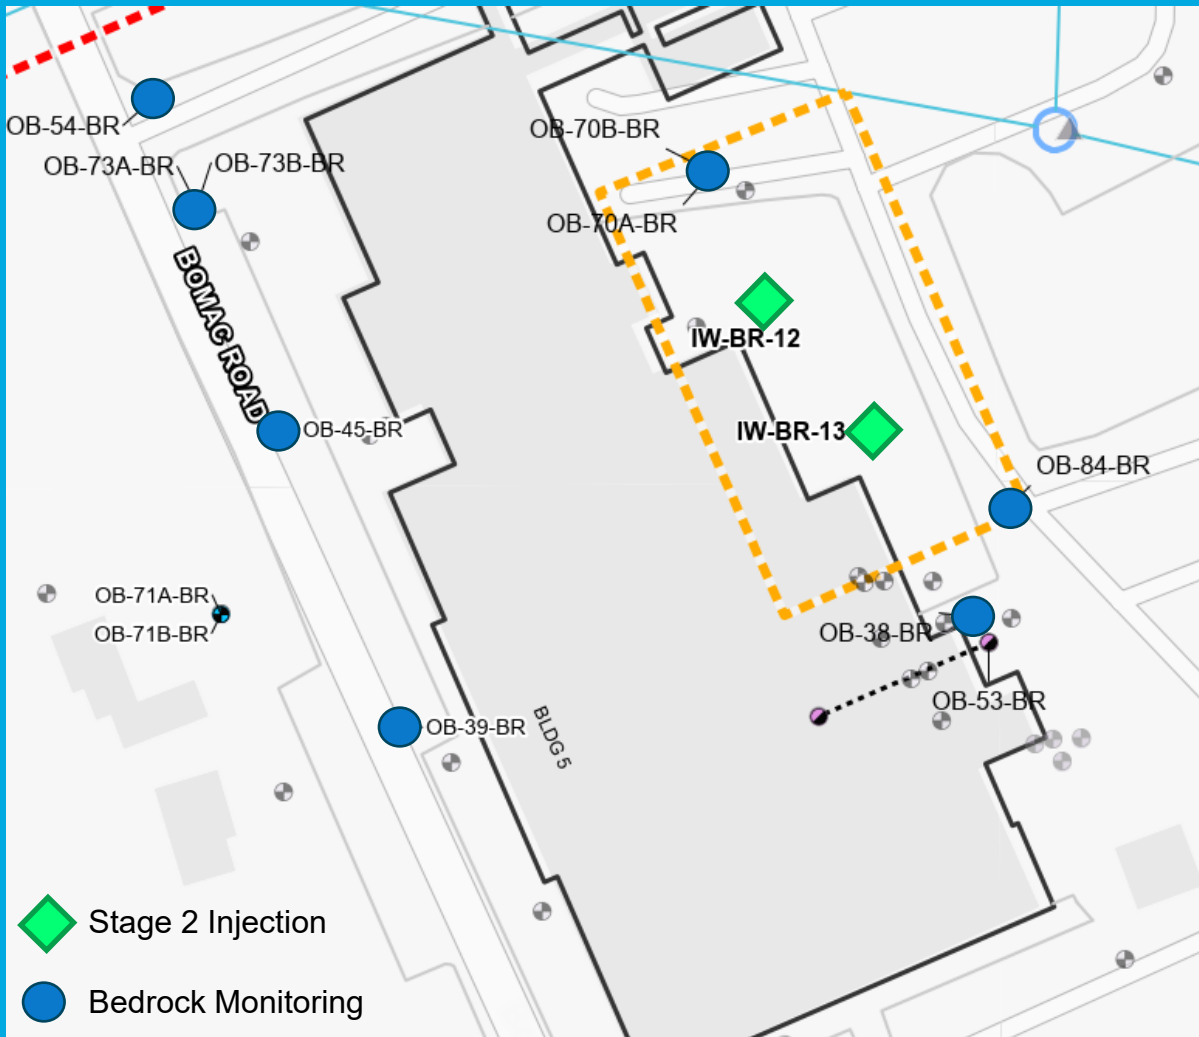 OB-70B-BR
OB-54-BR
OB-73A-BR
OB-73B-BR
OB-70A-BR
BOMAC ROAD
IW-BR-12
OB-45-BR
IW-BR-13
OB-84-BR
OB-71A-BR
OB-71B-BR
OB-38-BR
OB-53-BR
OB-39-BR
BLDG 5
Stage 2 Injection
Bedrock Monitoring